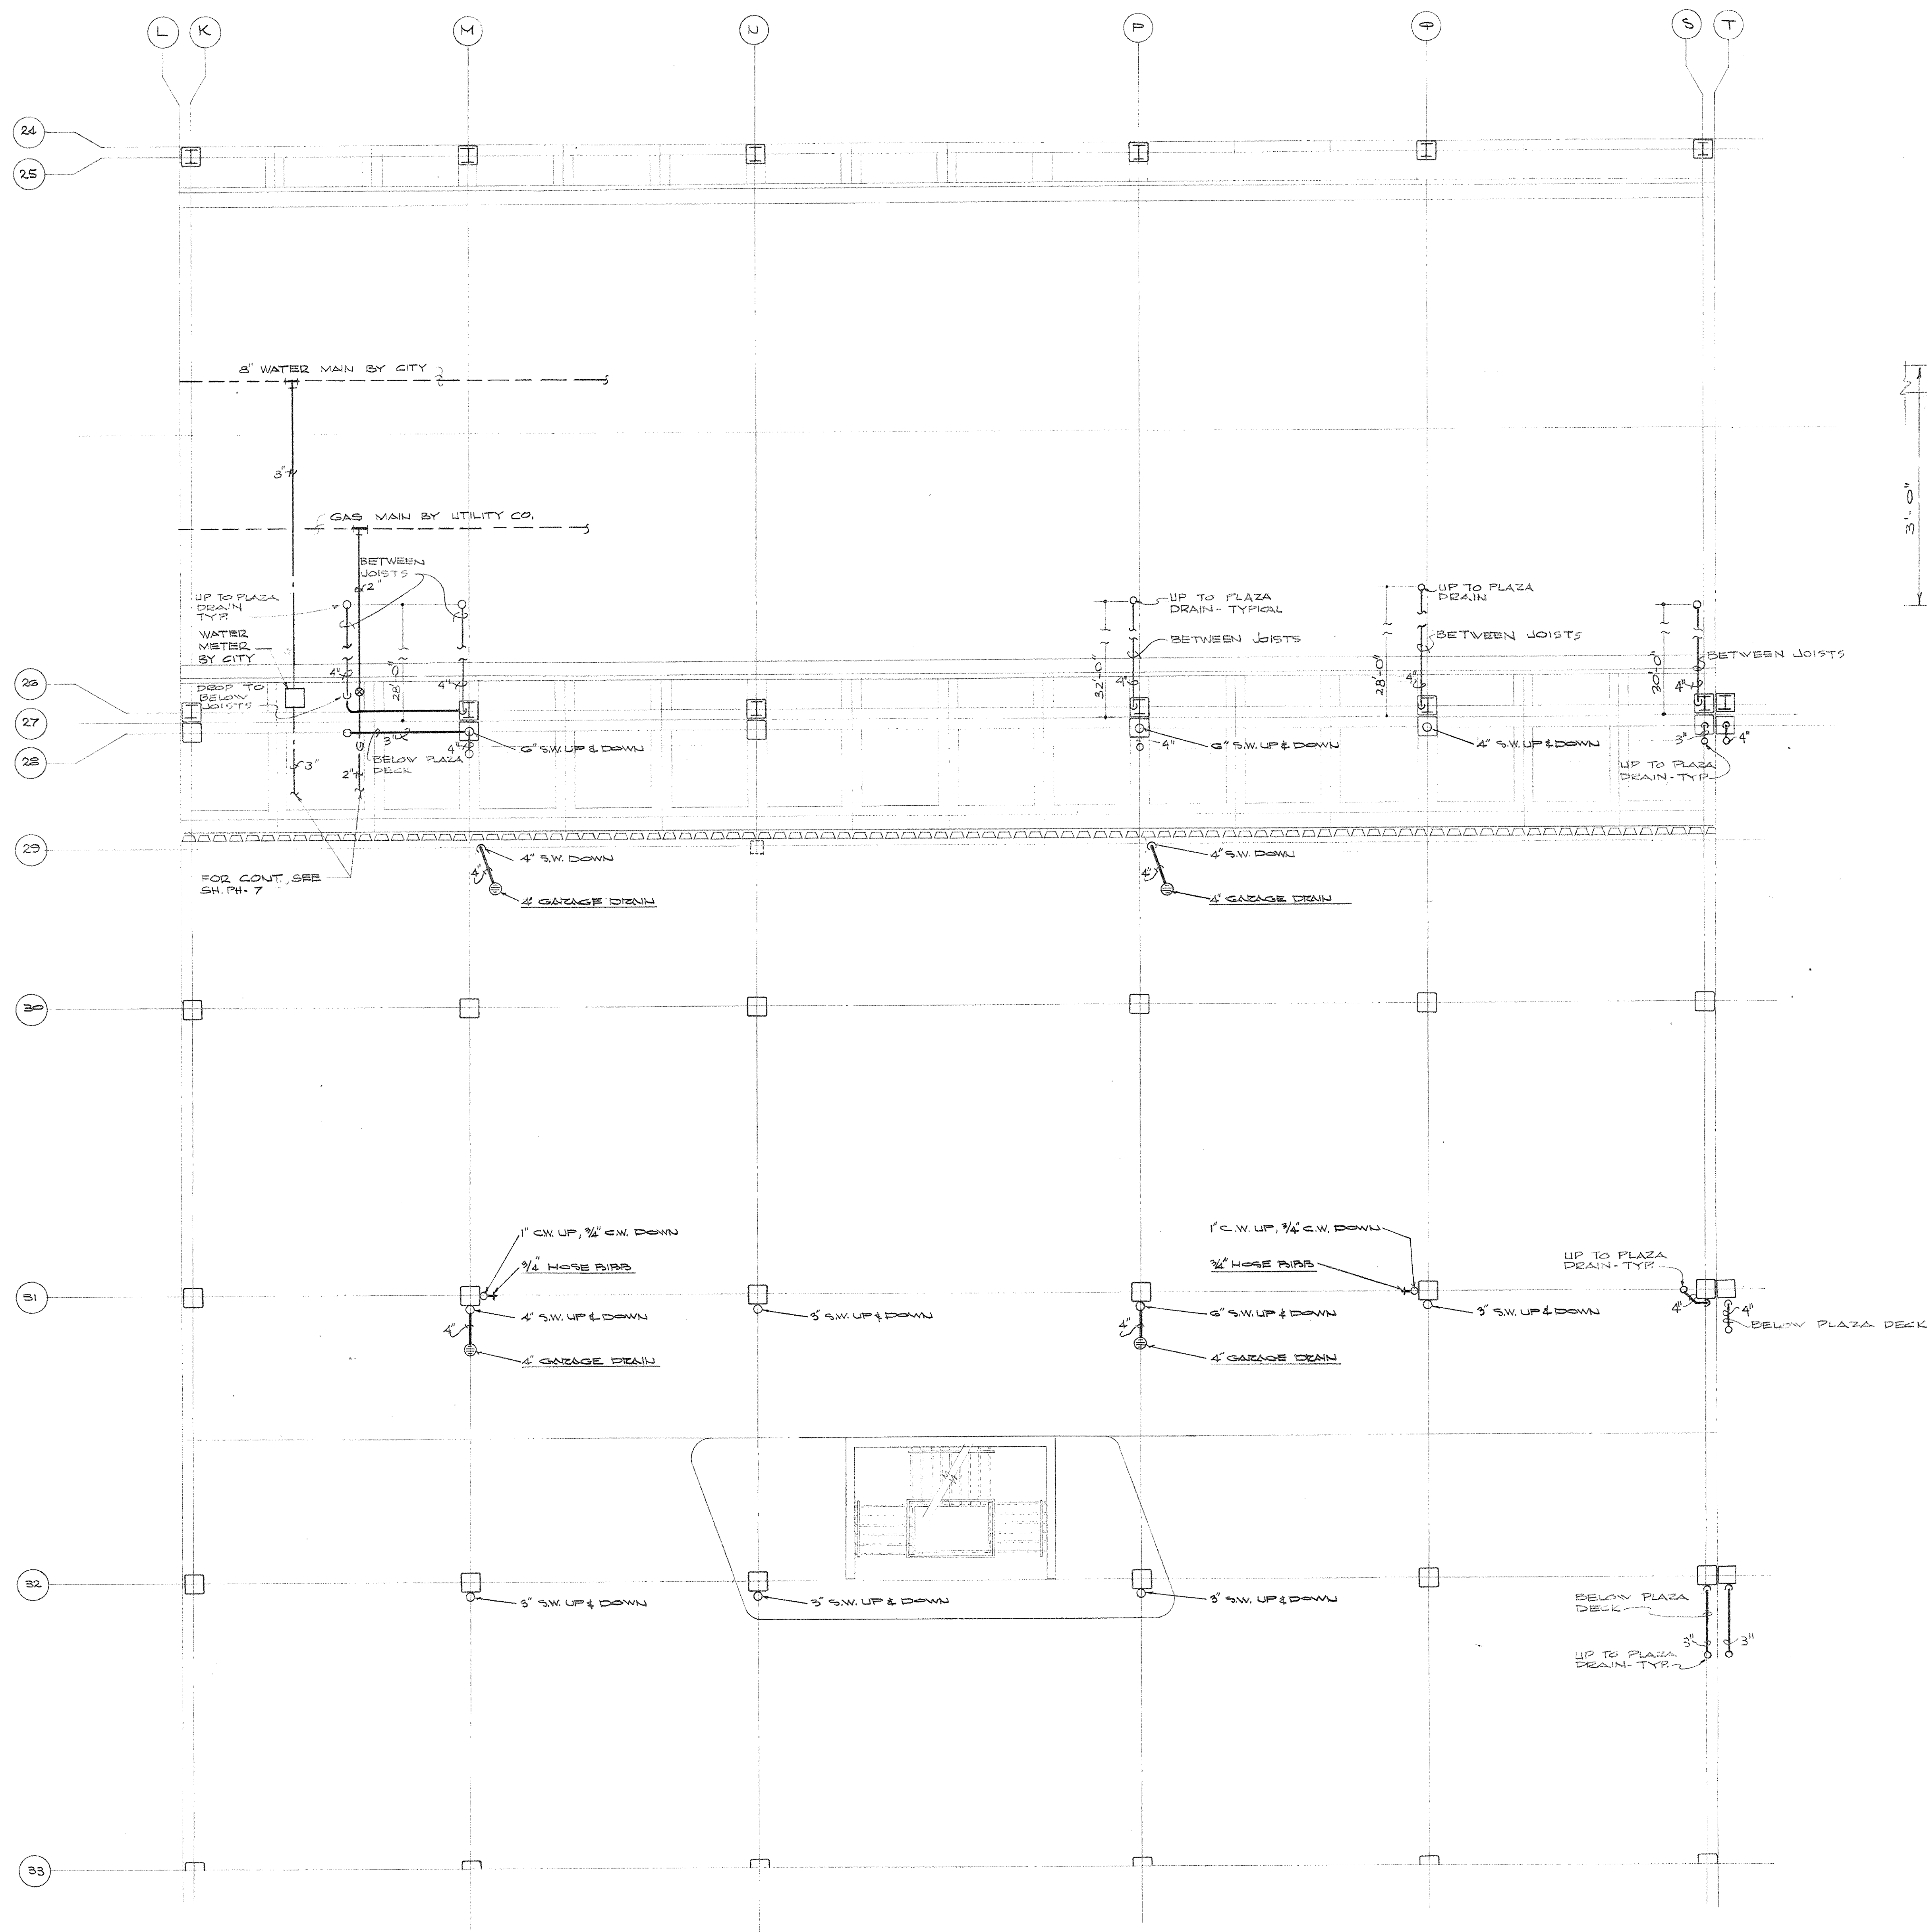 L K M N P Q S T
24
25
8" WATER MAIN BY CITY
3"
3'-0"
GAS MAIN BY UTILITY CO.
BETWEEN
JOISTS
2"
UP TO PLAZA
DRAIN
TYP.
WATER
METER
BY CITY
4"
28'-0"
4"
DROP TO
BELOW
JOISTS
UP TO PLAZA
DRAIN - TYPICAL
BETWEEN JOISTS
32'-0"
4"
UP TO PLAZA
DRAIN
BETWEEN JOISTS
28'-0"
4"
BETWEEN JOISTS
30'-0"
4"
26
27
28
3"
4"
6" S.W. UP & DOWN
BELOW PLAZA
DECK
3"
2"
4"
6" S.W. UP & DOWN
4" S.W. UP & DOWN
3"
4"
UP TO PLAZA
DRAIN - TYP.
29
4" S.W. DOWN
4"
4" GARAGE DRAIN
4" S.W. DOWN
4"
4" GARAGE DRAIN
FOR CONT., SEE
SH. PH-7
30
1" C.W. UP, 3/4" C.W. DOWN
3/4" HOSE BIBB
1" C.W. UP, 3/4" C.W. DOWN
3/4" HOSE BIBB
UP TO PLAZA
DRAIN - TYP.
31
4" S.W. UP & DOWN
4"
4" GARAGE DRAIN
3" S.W. UP & DOWN
6" S.W. UP & DOWN
4"
4" GARAGE DRAIN
3" S.W. UP & DOWN
4"
4"
BELOW PLAZA DECK
32
3" S.W. UP & DOWN
3" S.W. UP & DOWN
3" S.W. UP & DOWN
BELOW PLAZA
DECK
3"
3"
UP TO PLAZA
DRAIN - TYP.
33